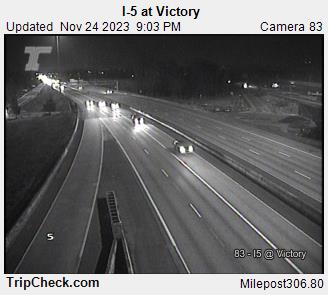 I-5 at Victory
Updated Nov 24 2023 9:03 PM Camera 83
T
S
83 - I5 @ Victory
TripCheck.com Milepost306.80